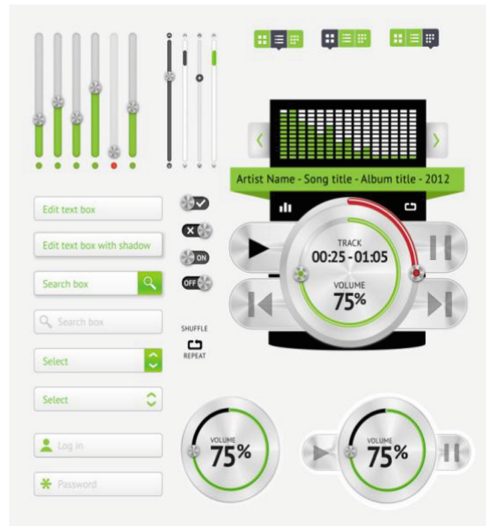 Artist Name - Song title - Album title - 2012
Edit text box
Edit text box with shadow
Search box
Search box
Select
Select
Log in
Password
ON
OFF
SHUFFLE
REPEAT
TRACK
00:25 - 01:05
VOLUME
75%
VOLUME
75%
VOLUME
75%